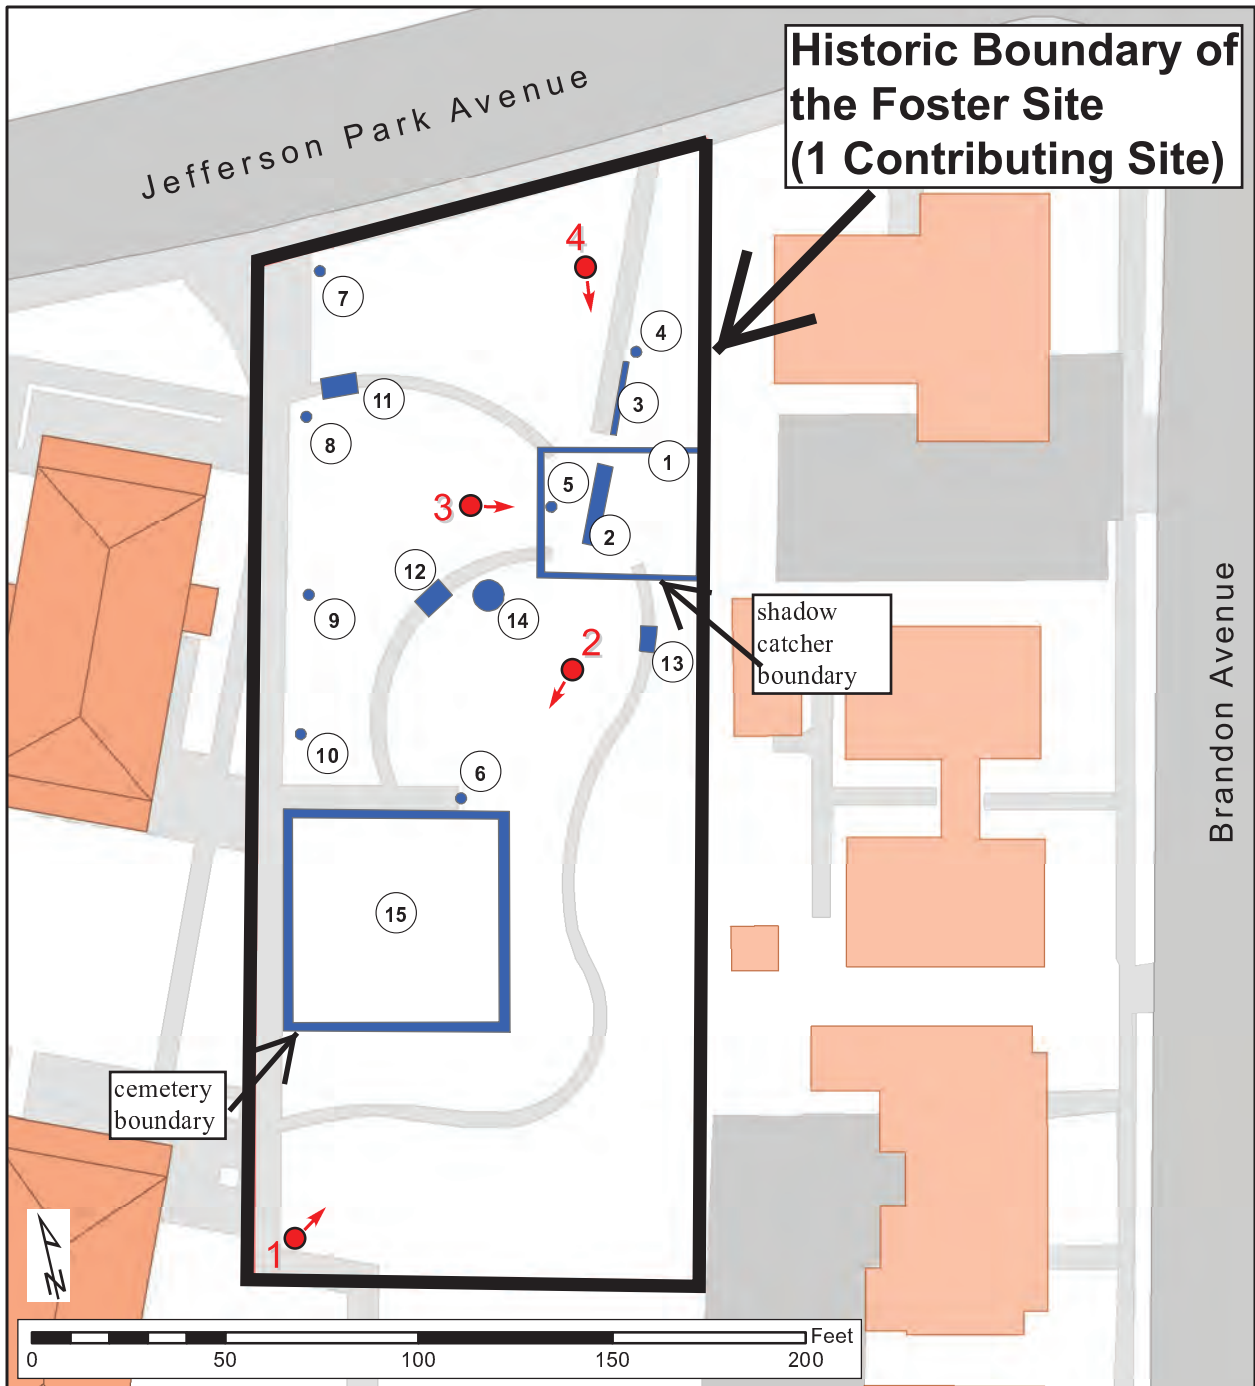 Historic Boundary of
the Foster Site
(1 Contributing Site)
Jefferson Park Avenue
4
7
4
11
3
8
1
5
3
2
12
9
14
shadow
catcher
boundary
2
13
Brandon Avenue
10
6
15
cemetery
boundary
1
N
Feet
0 50 100 150 200